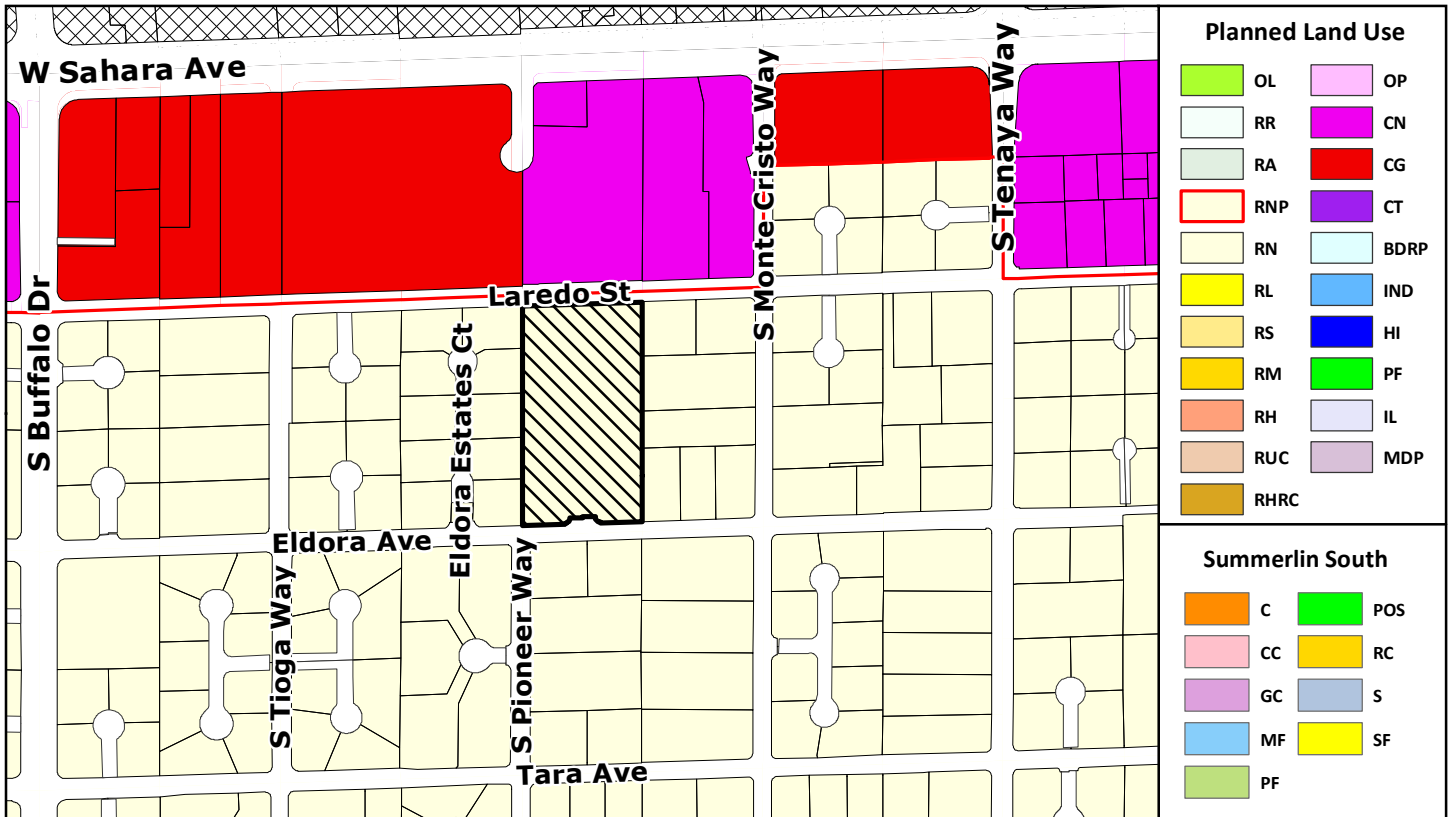 W Sahara Ave
S Buffalo Dr
Laredo St
Eldora Estates Ct
S Monte-Cristo Way
S Tenaya Way
Eldora Ave
S Tioga Way
S Pioneer Way
Tara Ave
Planned Land Use
OL OP
RR CN
RA CG
RNP CT
RN BDRP
RL IND
RS HI
RM PF
RH IL
RUC MDP
RHRC
Summerlin South
C POS
CC RC
GC S
MF SF
PF